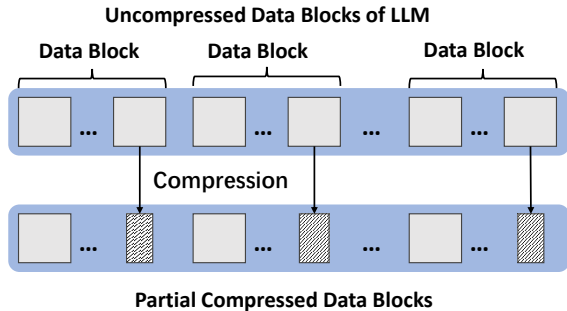 Uncompressed Data Blocks of LLM
Data Block Data Block Data Block
... ... ... ...
Compression
... ... ... ...
Partial Compressed Data Blocks